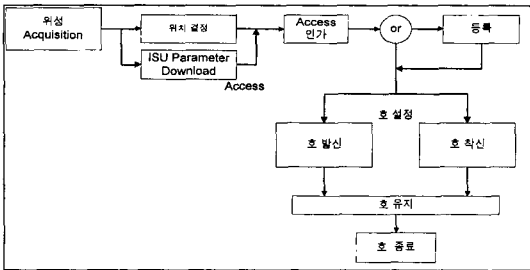 위성
Acquisition
위치 결정
ISU Parameter
Download
Access
Access
인가
or
등록
호 설정
호 발신
호 착신
호 유지
호 종료